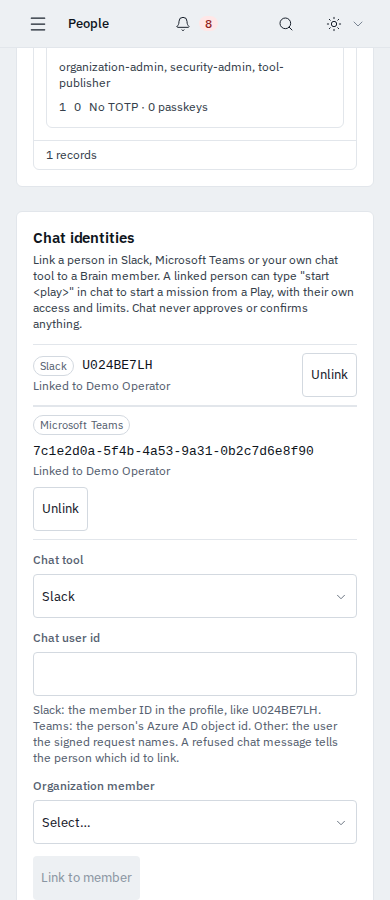 People
8
organization-admin, security-admin, tool-
publisher
1 0 No TOTP · 0 passkeys
1 records
Chat identities
Link a person in Slack, Microsoft Teams or your own chat
tool to a Brain member. A linked person can type "start
<play>" in chat to start a mission from a Play, with their own
access and limits. Chat never approves or confirms
anything.
Slack U024BE7LH
Linked to Demo Operator
Unlink
Microsoft Teams
7c1e2d0a-5f4b-4a53-9a31-0b2c7d6e8f90
Linked to Demo Operator
Unlink
Chat tool
Slack
Chat user id
Slack: the member ID in the profile, like U024BE7LH.
Teams: the person's Azure AD object id. Other: the user
the signed request names. A refused chat message tells
the person which id to link.
Organization member
Select...
Link to member